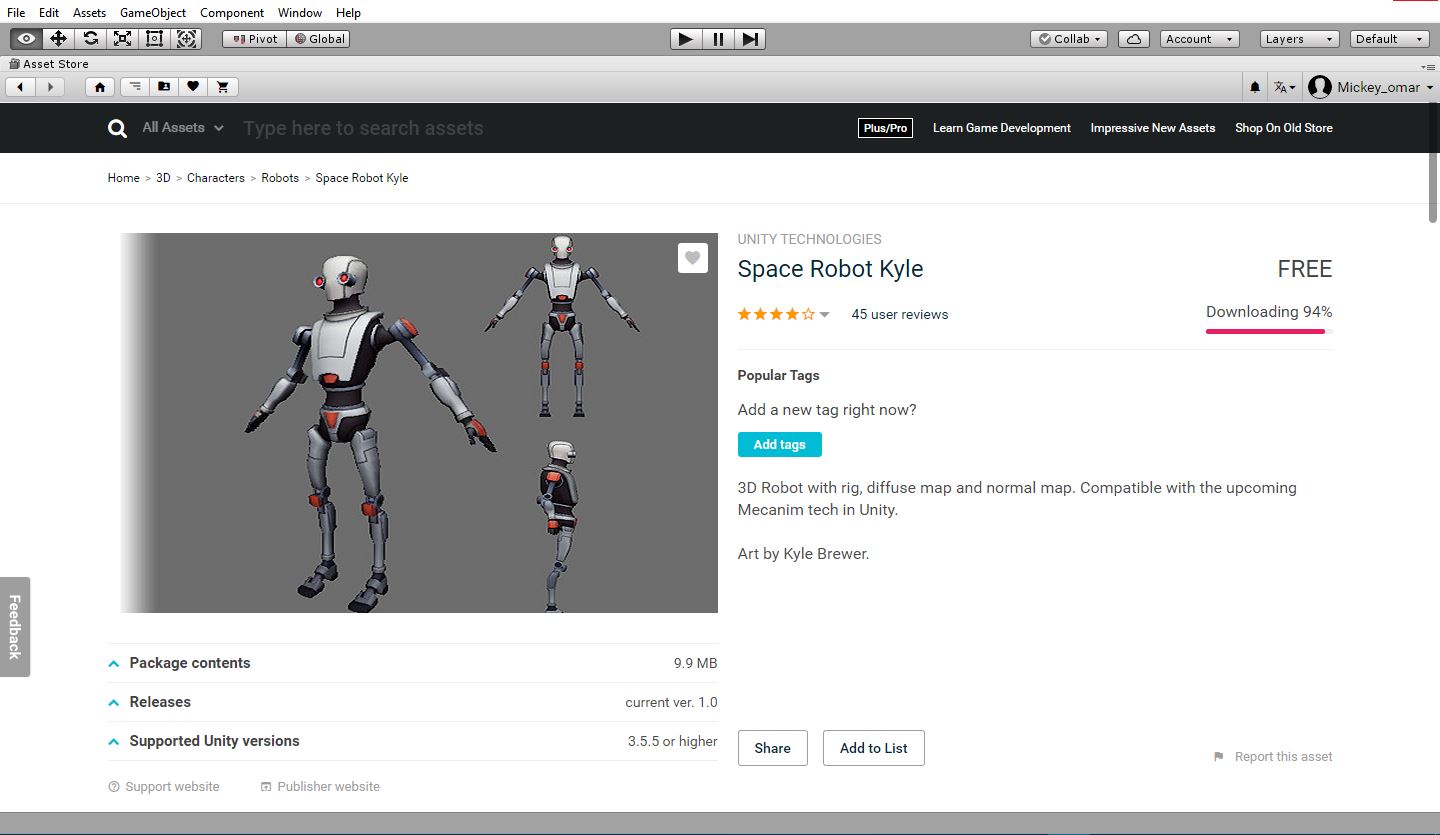 File Edit Assets GameObject Component Window Help
Pivot Global Collab Account Layers Default
Asset Store
Mickey_omar
All Assets Type here to search assets Plus/Pro Learn Game Development Impressive New Assets Shop On Old Store
Home > 3D > Characters > Robots > Space Robot Kyle
UNITY TECHNOLOGIES
Space Robot Kyle FREE
45 user reviews Downloading 94%
Popular Tags
Add a new tag right now?
Add tags
3D Robot with rig, diffuse map and normal map. Compatible with the upcoming
Mecanim tech in Unity.
Art by Kyle Brewer.
Feedback
Package contents 9.9 MB
Releases current ver. 1.0
Supported Unity versions 3.5.5 or higher
Share Add to List Report this asset
Support website Publisher website